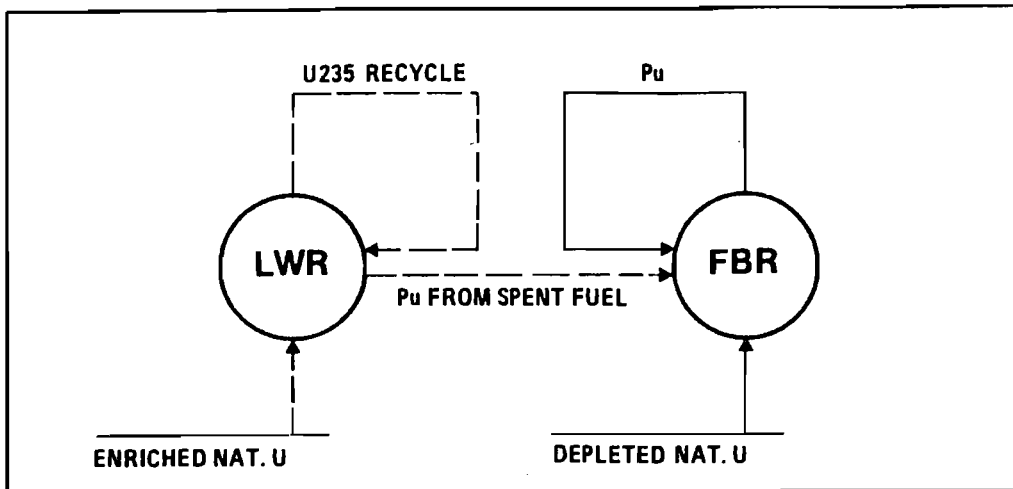 U235 RECYCLE
Pu
LWR
FBR
Pu FROM SPENT FUEL
ENRICHED NAT. U
DEPLETED NAT. U